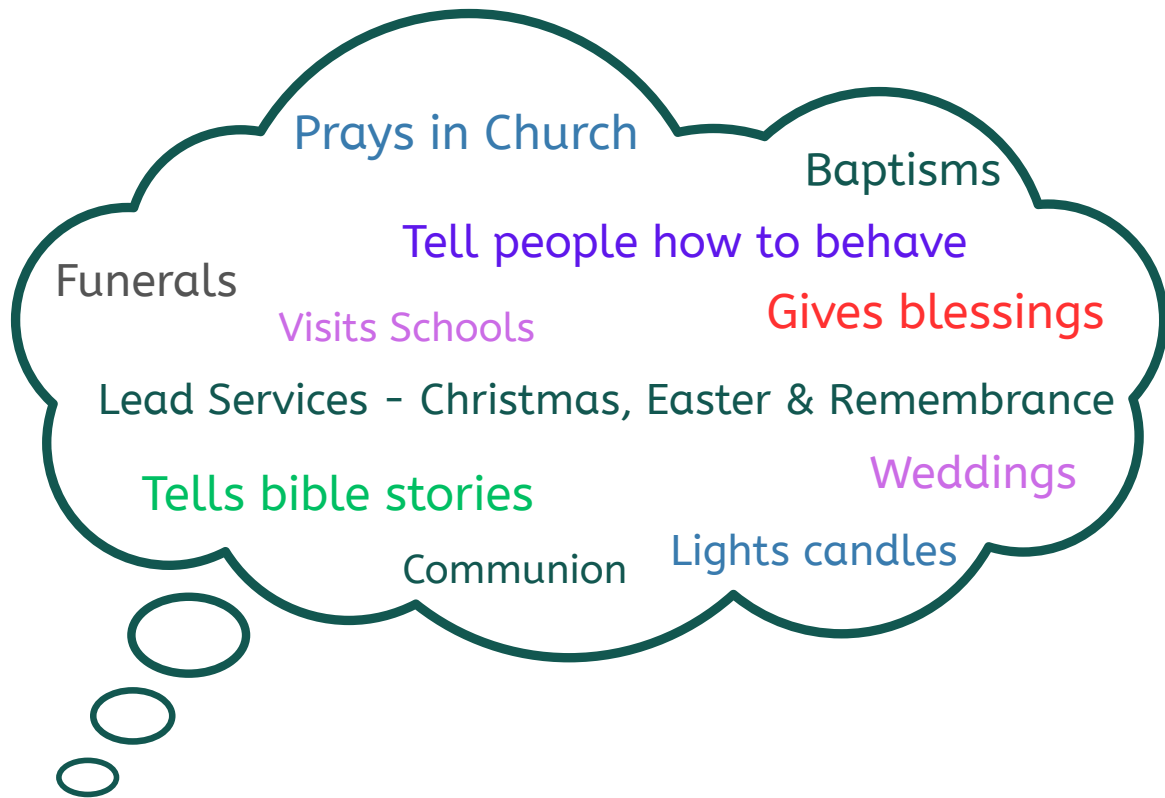 Prays in Church
Baptisms
Tell people how to behave
Funerals
Gives blessings
Visits Schools
Lead Services - Christmas, Easter & Remembrance
Weddings
Tells bible stories
Lights candles
Communion